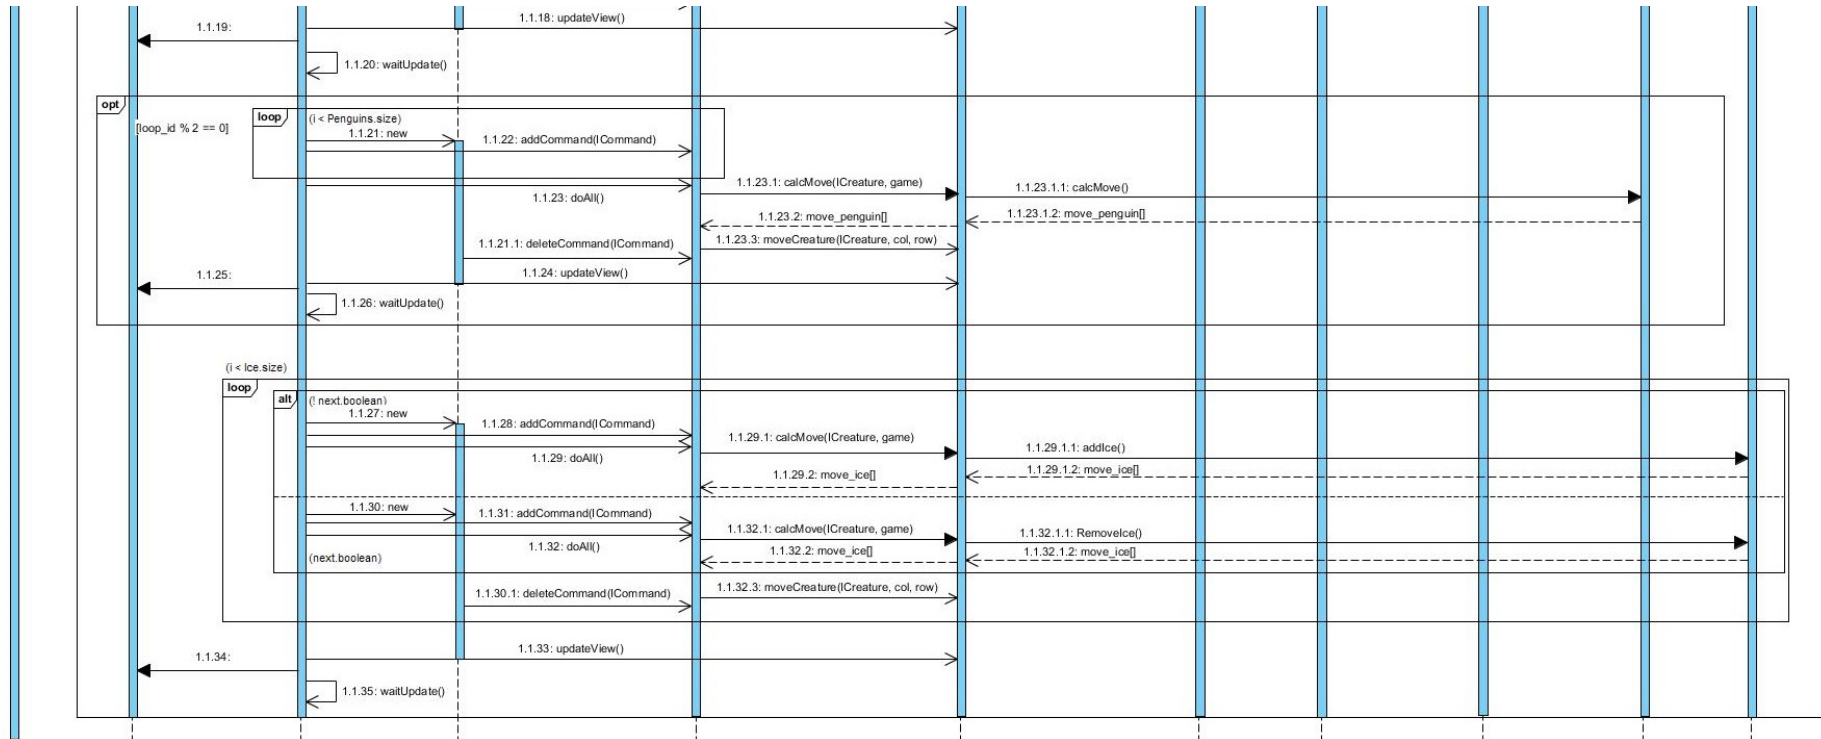 1.1.18: updateView()
1.1.19:
1.1.20: waitUpdate()
opt
[loop_id % 2 == 0]
loop
(i < Penguins.size)
1.1.21: new
1.1.22: addCommand(ICommand)
1.1.23: doAll()
1.1.23.1: calcMove(ICreature, game)
1.1.23.1.1: calcMove()
1.1.23.2: move_penguin[]
1.1.23.1.2: move_penguin[]
1.1.21.1: deleteCommand(ICommand)
1.1.23.3: moveCreature(ICreature, col, row)
1.1.25:
1.1.24: updateView()
1.1.26: waitUpdate()
(i < Ice.size)
loop
alt
(! next.boolean)
1.1.27: new
1.1.28: addCommand(ICommand)
1.1.29: doAll()
1.1.29.1: calcMove(ICreature, game)
1.1.29.1.1: addIce()
1.1.29.2: move_ice[]
1.1.29.1.2: move_ice[]
1.1.30: new
1.1.31: addCommand(ICommand)
1.1.32: doAll()
1.1.32.1: calcMove(ICreature, game)
1.1.32.1.1: RemoveIce()
(next.boolean)
1.1.32.2: move_ice[]
1.1.32.1.2: move_ice[]
1.1.30.1: deleteCommand(ICommand)
1.1.32.3: moveCreature(ICreature, col, row)
1.1.34:
1.1.33: updateView()
1.1.35: waitUpdate()